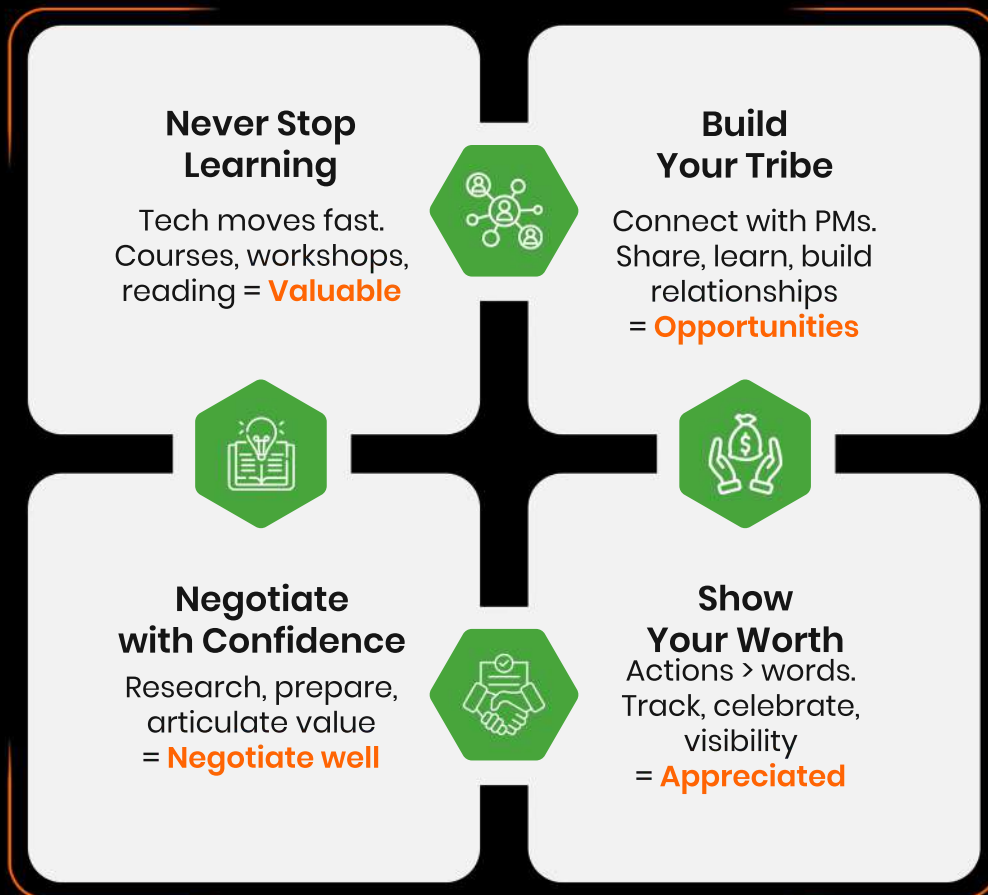 Never Stop
Learning
Tech moves fast.
Courses, workshops,
reading = Valuable
Build
Your Tribe
Connect with PMs.
Share, learn, build
relationships
= Opportunities
Negotiate
with Confidence
Research, prepare,
articulate value
= Negotiate well
Show
Your Worth
Actions > words.
Track, celebrate,
visibility
= Appreciated